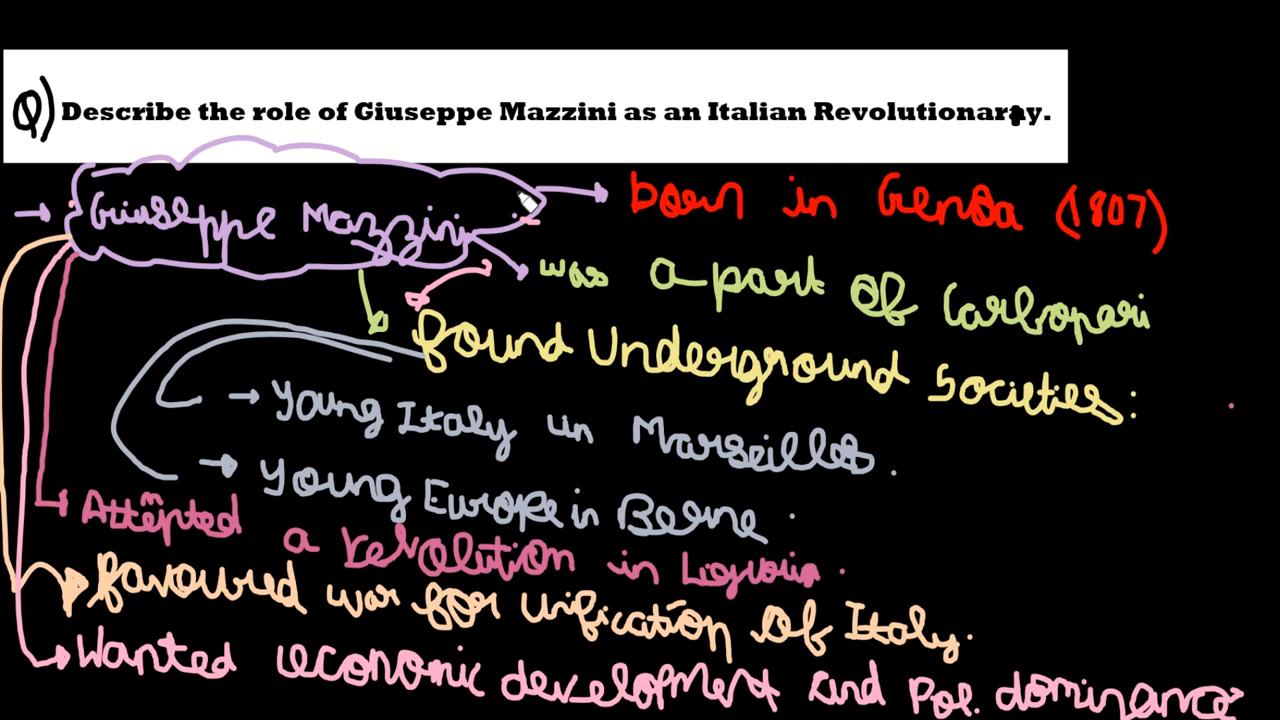 Q) Describe the role of Giuseppe Mazzini as an Italian Revolutionary.
Giuseppe Mazzini
born in Genoa (1807)
was a part of Carbonari
found Underground Societies:
Young Italy in Marseilles.
Young Europe in Berne.
Attempted a revolution in Liguria.
favoured war for unification of Italy.
Wanted economic development and Pol. dominance